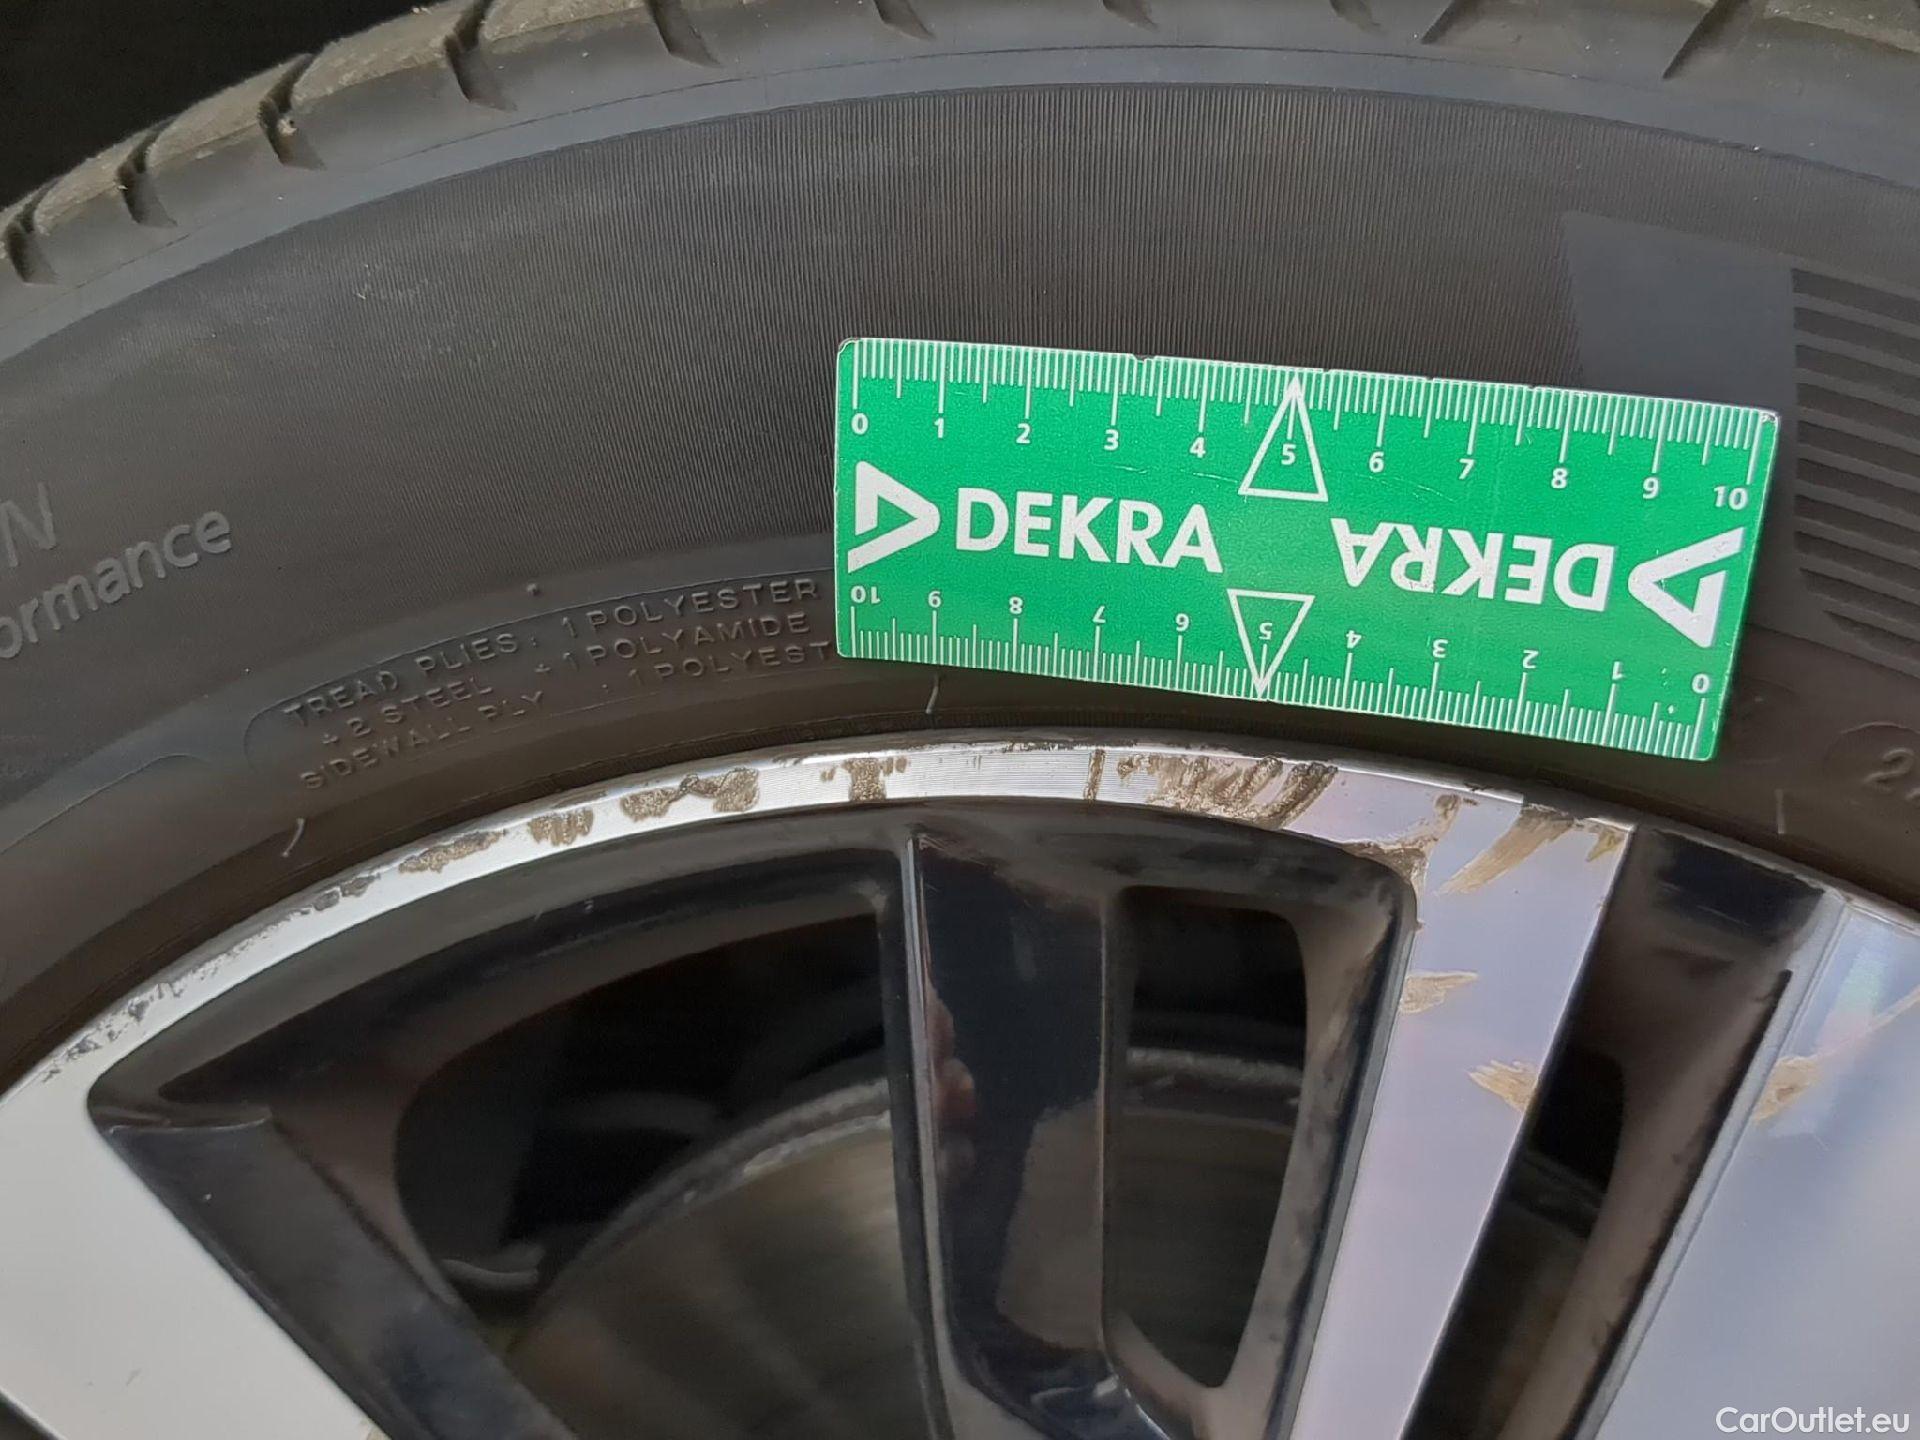 0 1 2 3 4 5 6 7 8 9 10
DEKRA
DEKRA
10 9 8 7 6 5 4 3 2 1 0
TREAD PLIES: 1 POLYESTER
+ 2 STEEL + 1 POLYAMIDE
SIDEWALL PLY : 1 POLYEST
CarOutlet.eu